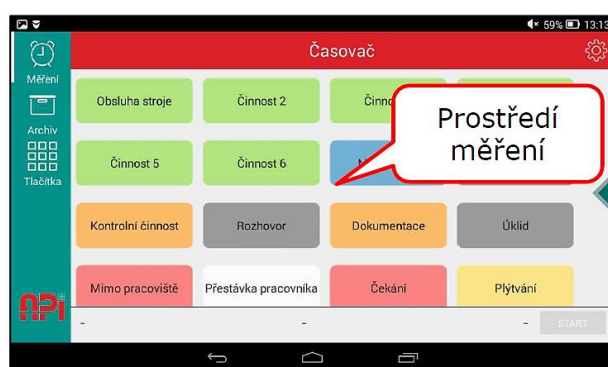 59% 13:13
Časovač
Měření
Archiv
Tlačítka
Obsluha stroje
Činnost 2
Prostředí
měření
Činnost 5
Činnost 6
Kontrolní činnost
Rozhovor
Dokumentace
Úklid
Mimo pracoviště
Přestávka pracovníka
Čekání
Plýtvání
API
- - - START